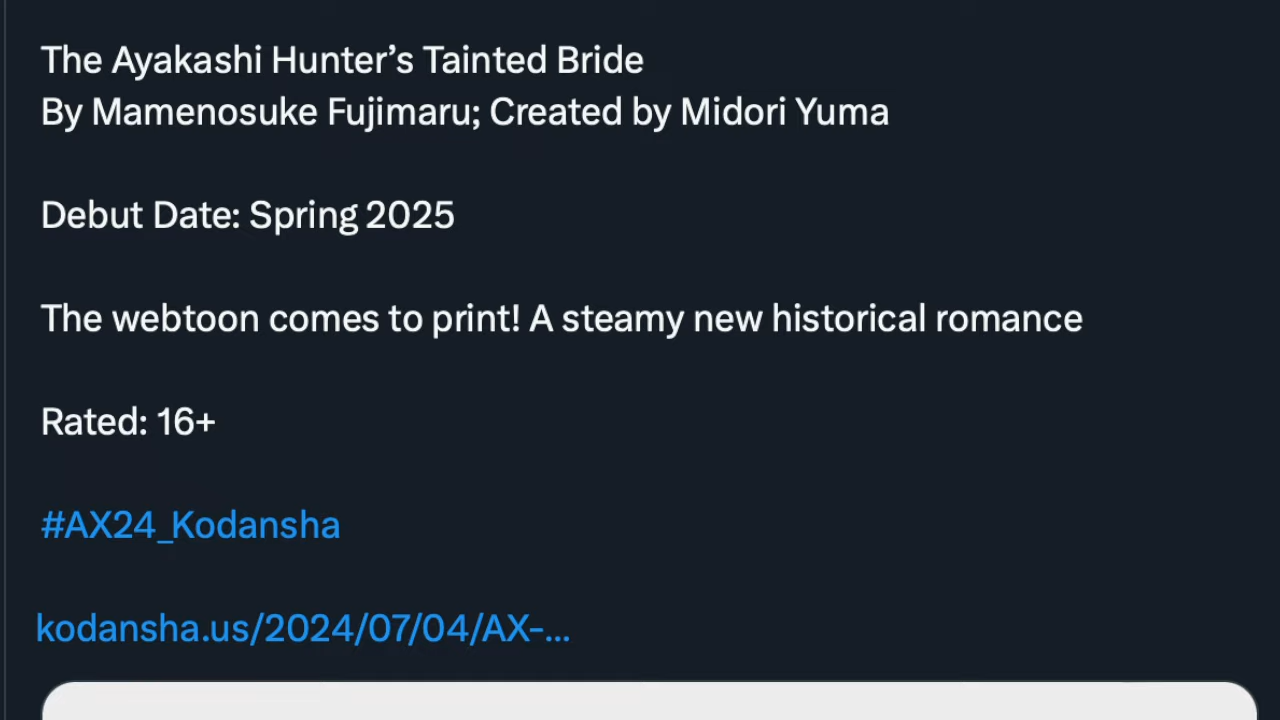 The Ayakashi Hunter’s Tainted Bride
By Mamenosuke Fujimaru; Created by Midori Yuma
Debut Date: Spring 2025
The webtoon comes to print! A steamy new historical romance
Rated: 16+
#AX24_Kodansha
kodansha.us/2024/07/04/AX-…